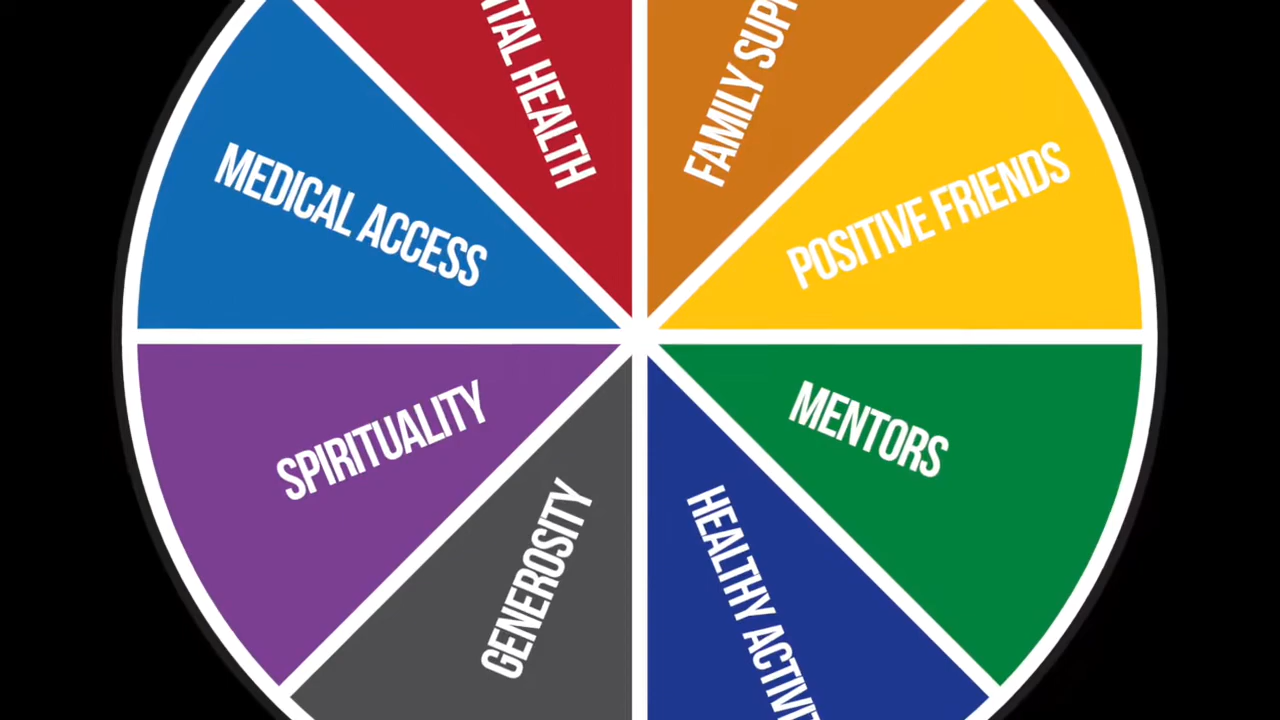 HEALTH
FAMILY
MEDICAL ACCESS
POSITIVE FRIENDS
SPIRITUALITY
MENTORS
GENEROSITY
HEALTHY